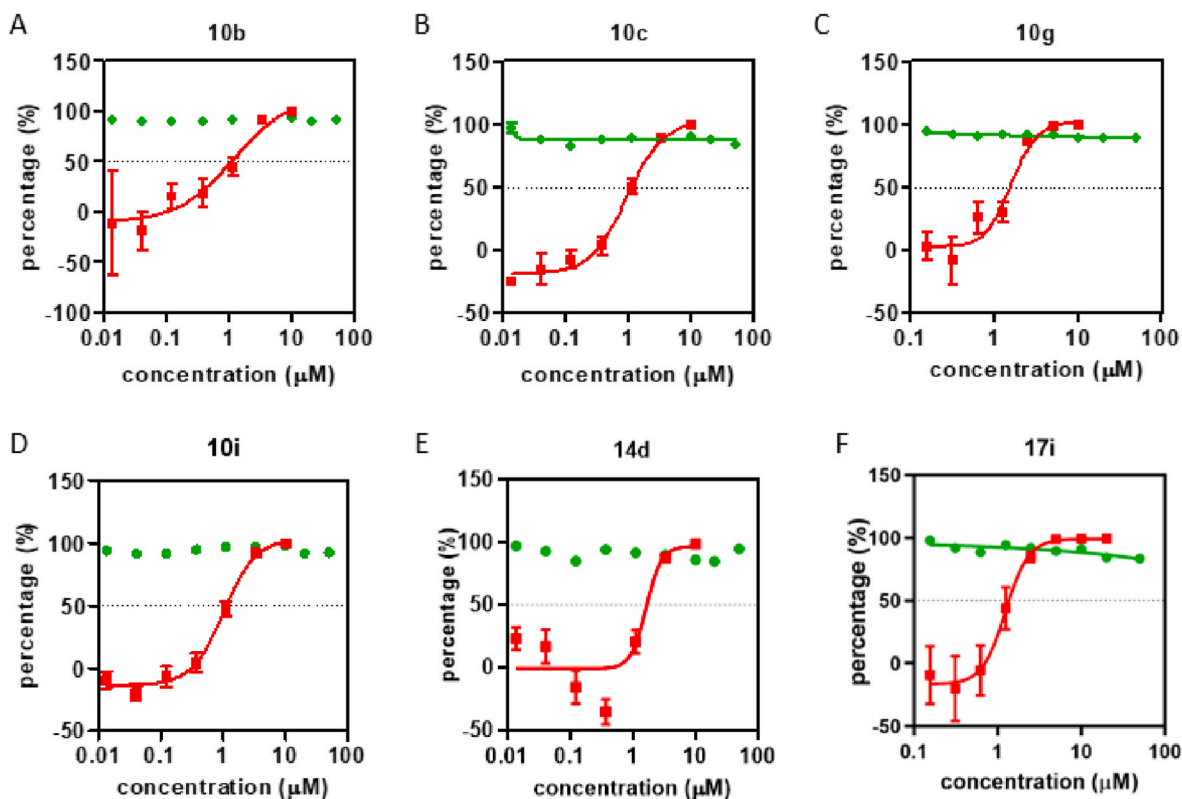 A
10b
percentage (%)
150
100
50
0
-50
-100
0.01 0.1 1 10 100
concentration (μM)
B
10c
percentage (%)
150
100
50
0
-50
0.01 0.1 1 10 100
concentration (μM)
C
10g
percentage (%)
150
100
50
0
-50
0.1 1 10 100
concentration (μM)
D
10i
percentage (%)
150
100
50
0
-50
0.01 0.1 1 10 100
concentration (μM)
E
14d
percentage (%)
150
100
50
0
-50
0.01 0.1 1 10 100
concentration (μM)
F
17i
percentage (%)
150
100
50
0
-50
0.1 1 10 100
concentration (μM)